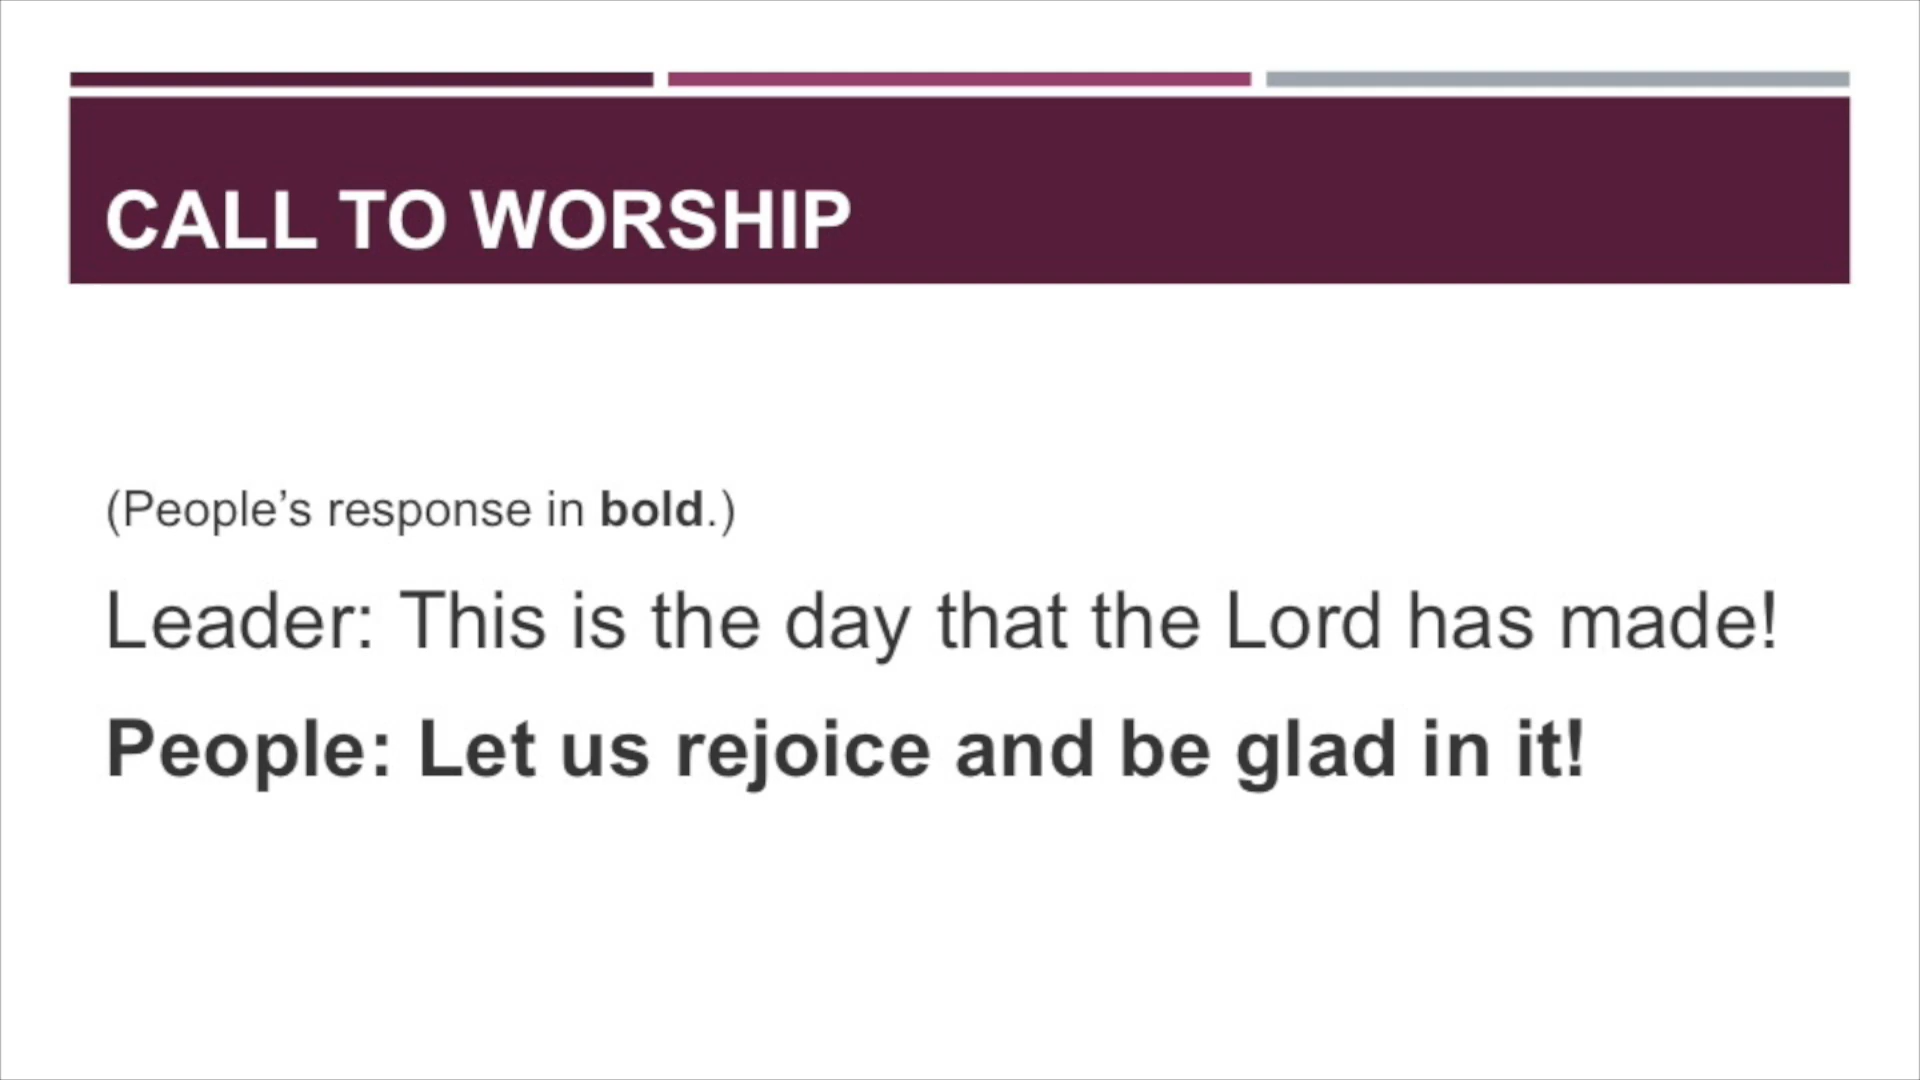 CALL TO WORSHIP
(People’s response in bold.)
Leader: This is the day that the Lord has made!
People: Let us rejoice and be glad in it!